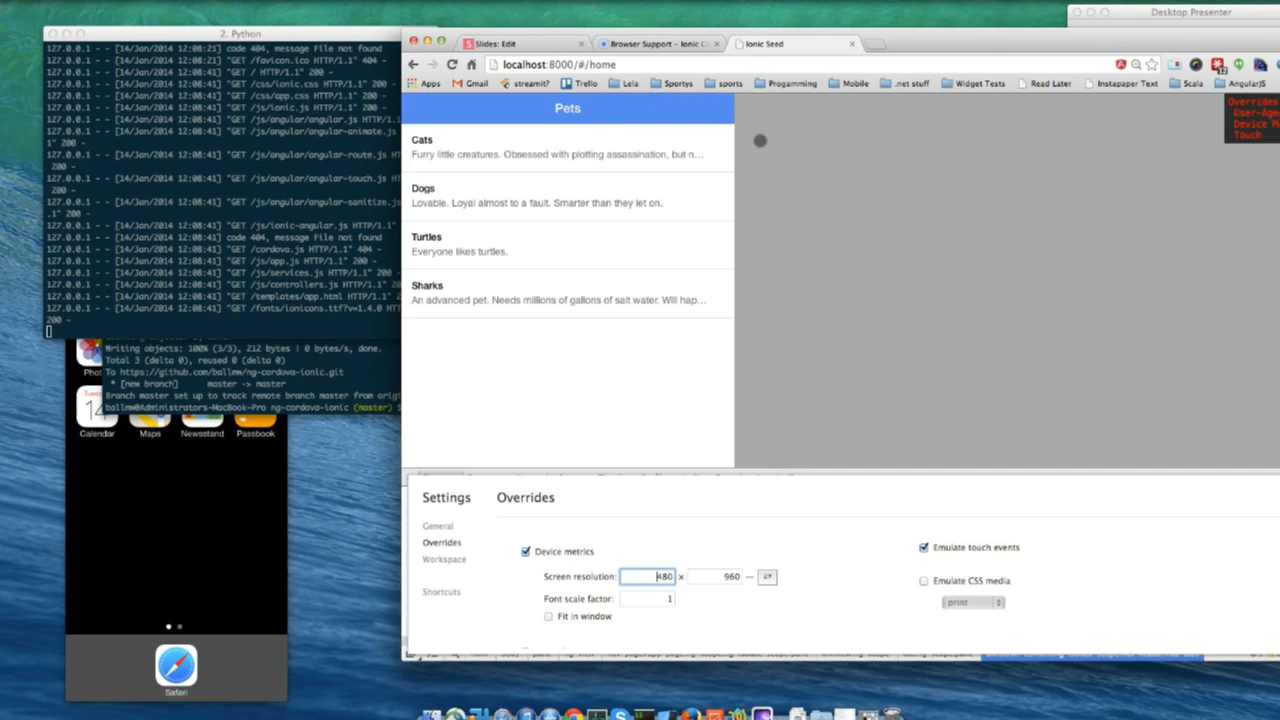 Desktop Presenter
2. Python
127.0.0.1 - - [14/Jan/2014 12:08:21] code 404, message File not found
127.0.0.1 - - [14/Jan/2014 12:08:21] "GET /favicon.ico HTTP/1.1" 404 -
127.0.0.1 - - [14/Jan/2014 12:08:41] "GET / HTTP/1.1" 200 -
127.0.0.1 - - [14/Jan/2014 12:08:41] "GET /css/ionic.css HTTP/1.1" 200 -
127.0.0.1 - - [14/Jan/2014 12:08:41] "GET /css/app.css HTTP/1.1" 200 -
127.0.0.1 - - [14/Jan/2014 12:08:41] "GET /js/ionic.js HTTP/1.1" 200 -
127.0.0.1 - - [14/Jan/2014 12:08:41] "GET /js/angular/angular.js HTTP/1.1" 200 -
127.0.0.1 - - [14/Jan/2014 12:08:41] "GET /js/angular/angular-animate.
1" 200 -
127.0.0.1 - - [14/Jan/2014 12:08:41] "GET /js/angular/angular-route.js HT
200 -
127.0.0.1 - - [14/Jan/2014 12:08:41] "GET /js/angular/angular-touch.js HT
200 -
127.0.0.1 - - [14/Jan/2014 12:08:41] "GET /js/angular/angular-sanitize.js
.1" 200 -
127.0.0.1 - - [14/Jan/2014 12:08:41] "GET /js/ionic-angular.js HTTP/1.1"
127.0.0.1 - - [14/Jan/2014 12:08:41] code 404, message File not found
127.0.0.1 - - [14/Jan/2014 12:08:41] "GET /cordova.js HTTP/1.1" 404 -
127.0.0.1 - - [14/Jan/2014 12:08:41] "GET /js/app.js HTTP/1.1" 200 -
127.0.0.1 - - [14/Jan/2014 12:08:41] "GET /js/services.js HTTP/1.1" 200 -
127.0.0.1 - - [14/Jan/2014 12:08:41] "GET /js/controllers.js HTTP/1.1" 200 -
127.0.0.1 - - [14/Jan/2014 12:08:41] "GET /templates/app.html HTTP/1.1" 2
127.0.0.1 - - [14/Jan/2014 12:08:41] "GET /fonts/ionicons.ttf?v=1.4.0 HTT
200 -
Writing objects: 100% (3/3), 212 bytes | 0 bytes/s, done.
Total 3 (delta 0), reused 0 (delta 0)
To https://github.com/ballmw/ng-cordova-ionic.git
* [new branch] master -> master
Branch master set up to track remote branch master from orig
ballmw@Administrators-MacBook-Pro ng-cordova-ionic (master) $
Phot
14
Calendar Maps Newsstand Passbook
Safari
Slides: Edit Browser Support – Ionic C Ionic Seed
localhost:8000/#/home
Apps Gmail streamit? Trello Lela Sportys sports Progamming Mobile .net stuff Widget Tests Read Later Instapaper Text Scala AngularJS
Pets
Cats
Furry little creatures. Obsessed with plotting assassination, but n...
Dogs
Lovable. Loyal almost to a fault. Smarter than they let on.
Turtles
Everyone likes turtles.
Sharks
An advanced pet. Needs millions of gallons of salt water. Will hap...
Overrides
User-Age
Device Me
Touch
Settings Overrides
General
Overrides
Workspace
Shortcuts
Device metrics
Screen resolution: 480 x 960
Font scale factor: 1
Fit in window
Emulate touch events
Emulate CSS media
print